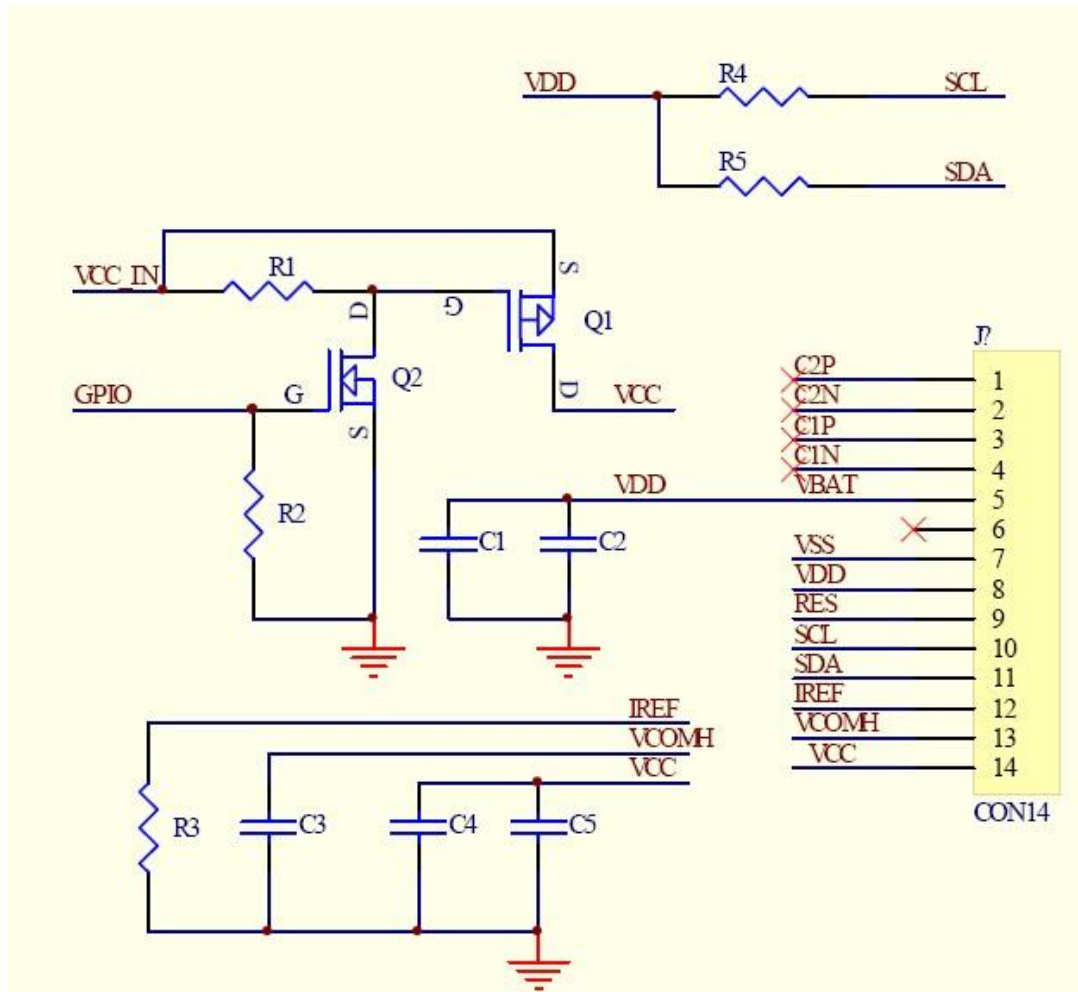 VDD R4 SCL
R5 SDA
VCC_IN R1 D G S Q1
D VCC
GPIO G Q2
S
R2
J?
C2P 1
C2N 2
C1P 3
C1N 4
VDD VBAT 5
6
VSS 7
VDD 8
RES 9
SCL 10
SDA 11
IREF 12
VCOMH 13
VCC 14
CON14
C1 C2
IREF
VCOMH
VCC
R3 C3 C4 C5